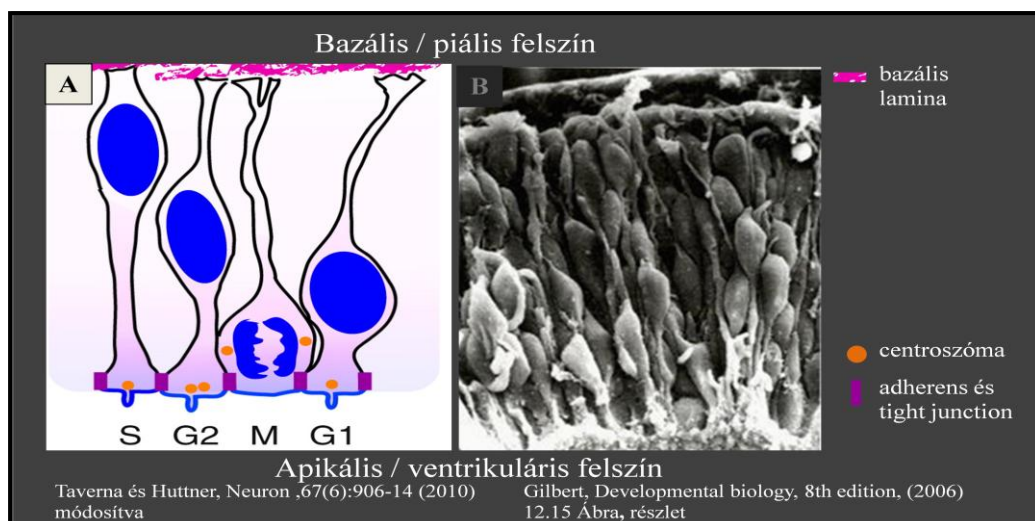 Bazális / piális felszín
A
B
bazális
lamina
centroszóma
adherens és
tight junction
S G2 M G1
Apikális / ventrikuláris felszín
Taverna és Huttner, Neuron ,67(6):906-14 (2010)
módosítva
Gilbert, Developmental biology, 8th edition, (2006)
12.15 Ábra, részlet